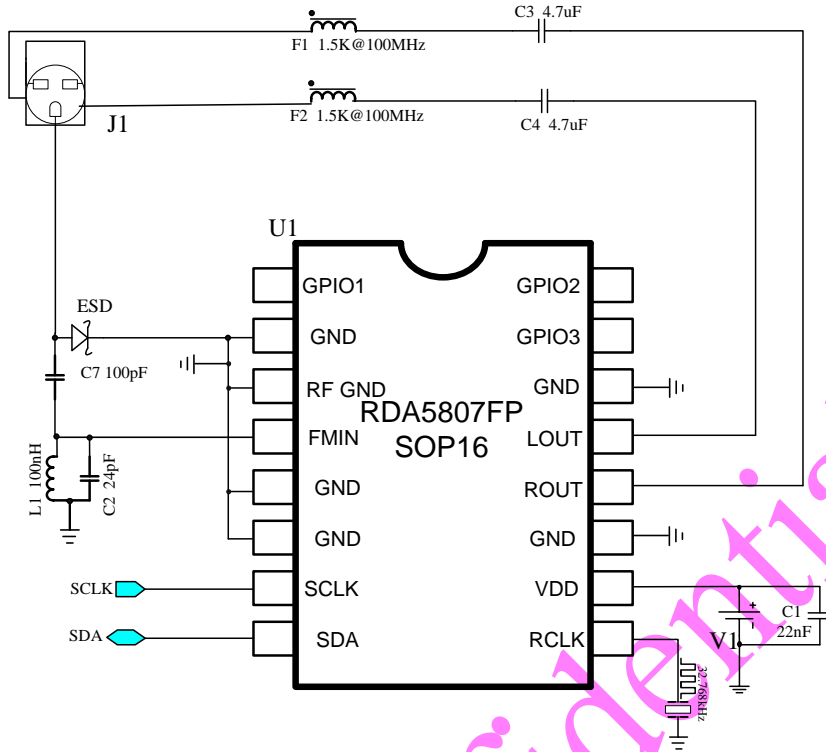 C3 4.7uF
F1 1.5K@100MHz
F2 1.5K@100MHz
C4 4.7uF
J1
U1
GPIO1
GPIO2
ESD
GND
GPIO3
C7 100pF
RF GND
GND
RDA5807FP
SOP16
FMIN
LOUT
L1 100nH
C2 24pF
GND
ROUT
GND
GND
SCLK
SCLK
VDD
C1
22nF
+
-
V1
SDA
SDA
RCLK
32.768kHz